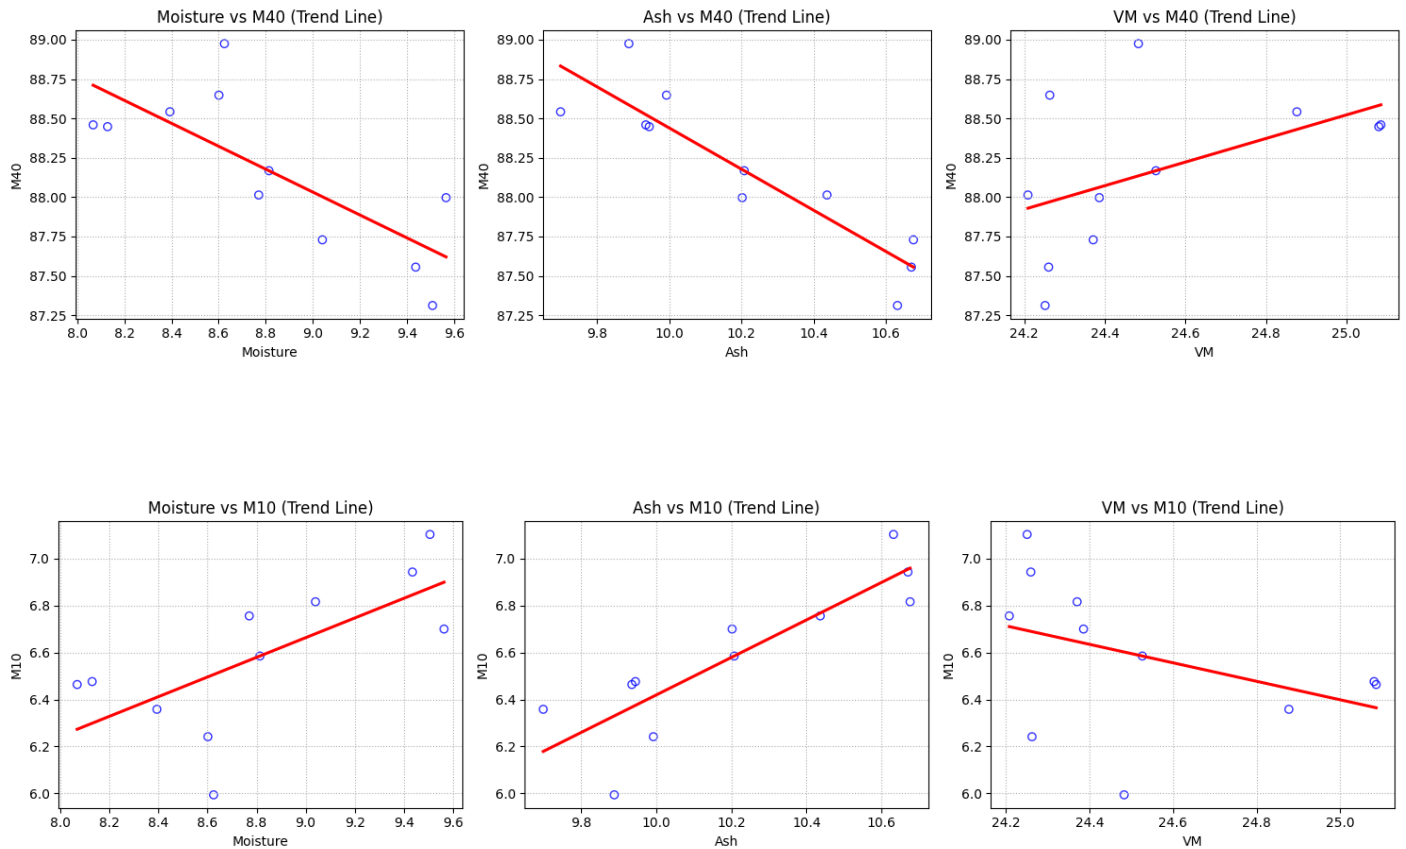 Moisture vs M40 (Trend Line)
Ash vs M40 (Trend Line)
VM vs M40 (Trend Line)
89.00
88.75
88.50
88.25
88.00
87.75
87.50
87.25
M40
8.0 8.2 8.4 8.6 8.8 9.0 9.2 9.4 9.6
Moisture
89.00
88.75
88.50
88.25
88.00
87.75
87.50
87.25
M40
9.8 10.0 10.2 10.4 10.6
Ash
89.00
88.75
88.50
88.25
88.00
87.75
87.50
87.25
M40
24.2 24.4 24.6 24.8 25.0
VM
Moisture vs M10 (Trend Line)
Ash vs M10 (Trend Line)
VM vs M10 (Trend Line)
7.0
6.8
6.6
6.4
6.2
6.0
M10
8.0 8.2 8.4 8.6 8.8 9.0 9.2 9.4 9.6
Moisture
7.0
6.8
6.6
6.4
6.2
6.0
M10
9.8 10.0 10.2 10.4 10.6
Ash
7.0
6.8
6.6
6.4
6.2
6.0
M10
24.2 24.4 24.6 24.8 25.0
VM